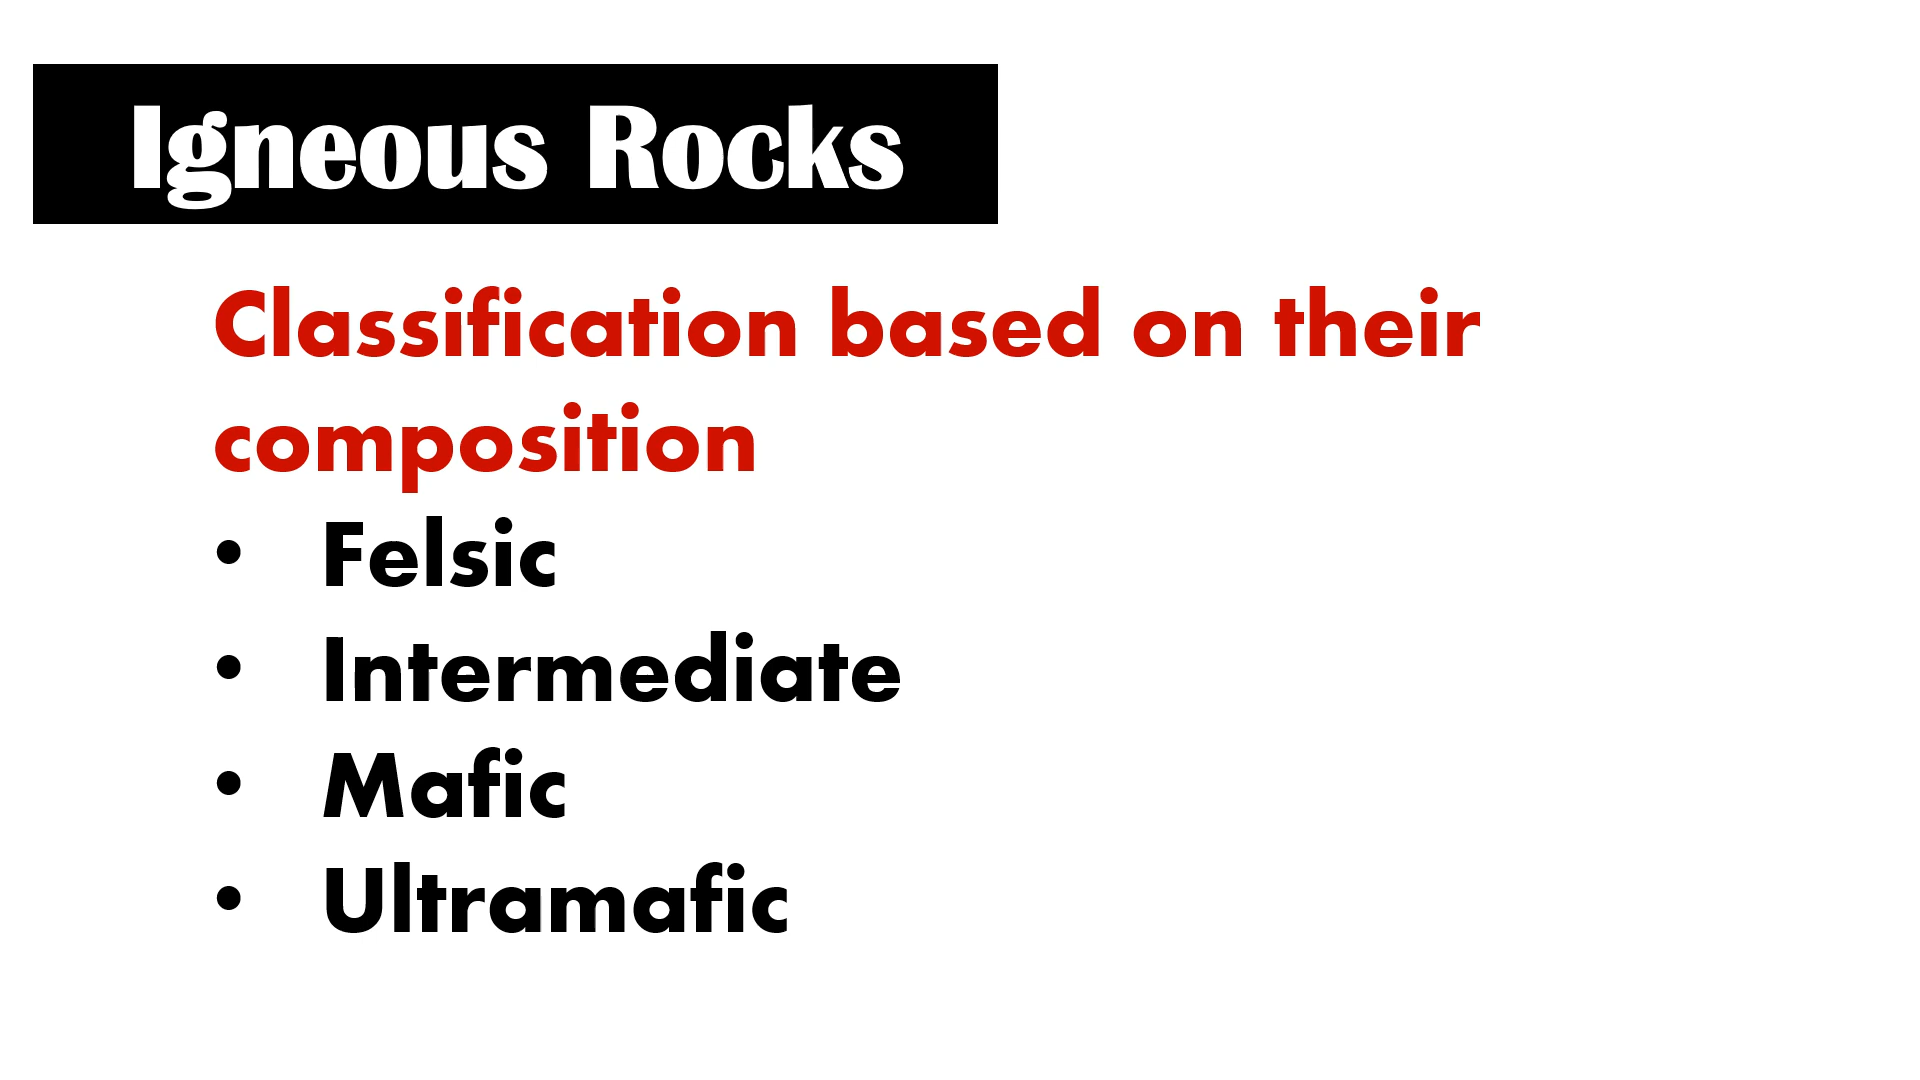 Igneous Rocks
Classification based on their
composition
• Felsic
• Intermediate
• Mafic
• Ultramafic